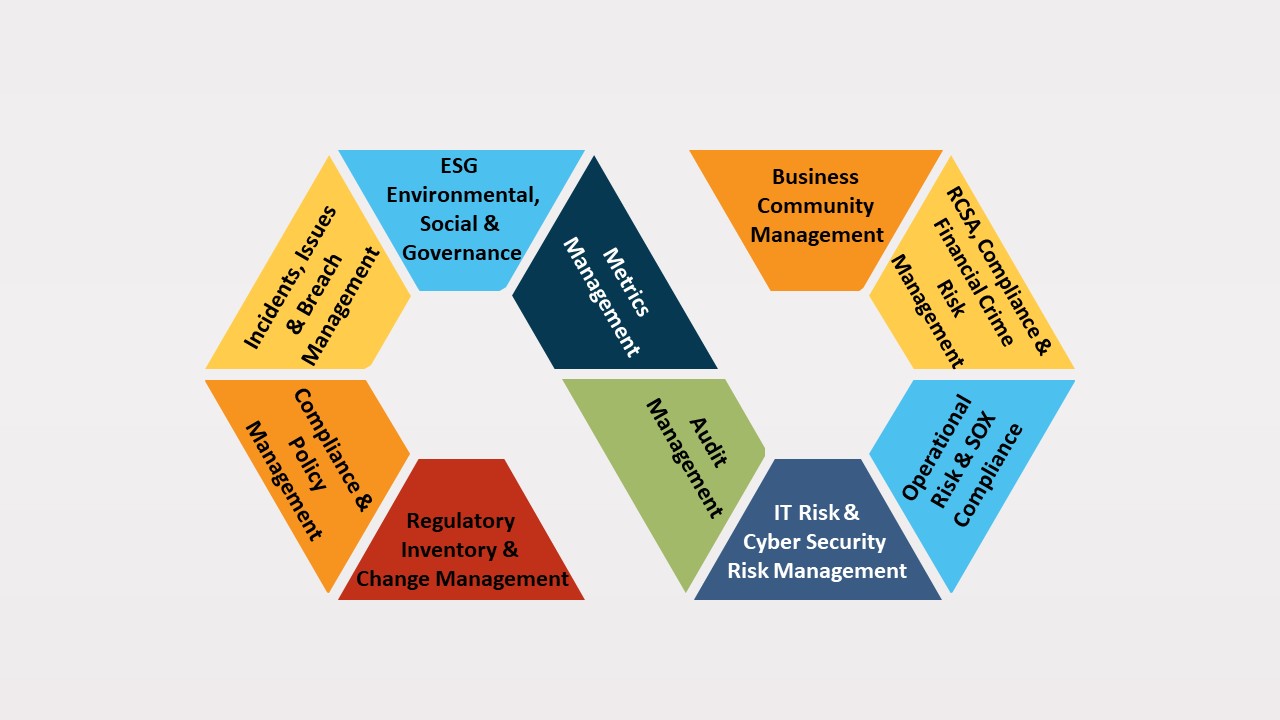 ESG
Environmental,
Social &
Governance
Business
Community
Management
Incidents, Issues
& Breach
Management
Metrics
Management
RCSA, Compliance &
Financial Crime
Risk
Management
Compliance &
Policy
Management
Audit
Management
Operational
Risk & SOX
Compliance
Regulatory
Inventory &
Change Management
IT Risk &
Cyber Security
Risk Management